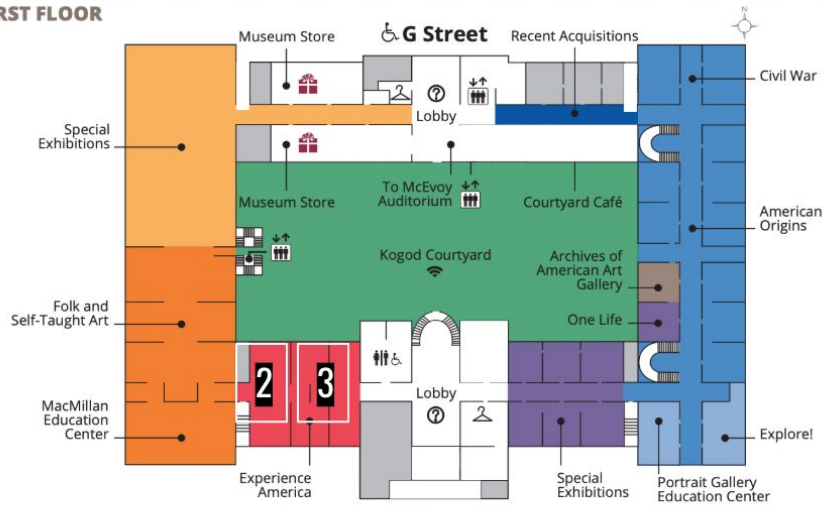 RST FLOOR
N
Museum Store
G Street
Recent Acquisitions
Civil War
Lobby
Special
Exhibitions
Museum Store
To McEvoy
Auditorium
Courtyard Café
American
Origins
Kogod Courtyard
Archives of
American Art
Gallery
Folk and
Self-Taught Art
One Life
2
3
Lobby
MacMillan
Education
Center
Explore!
Experience
America
Special
Exhibitions
Portrait Gallery
Education Center